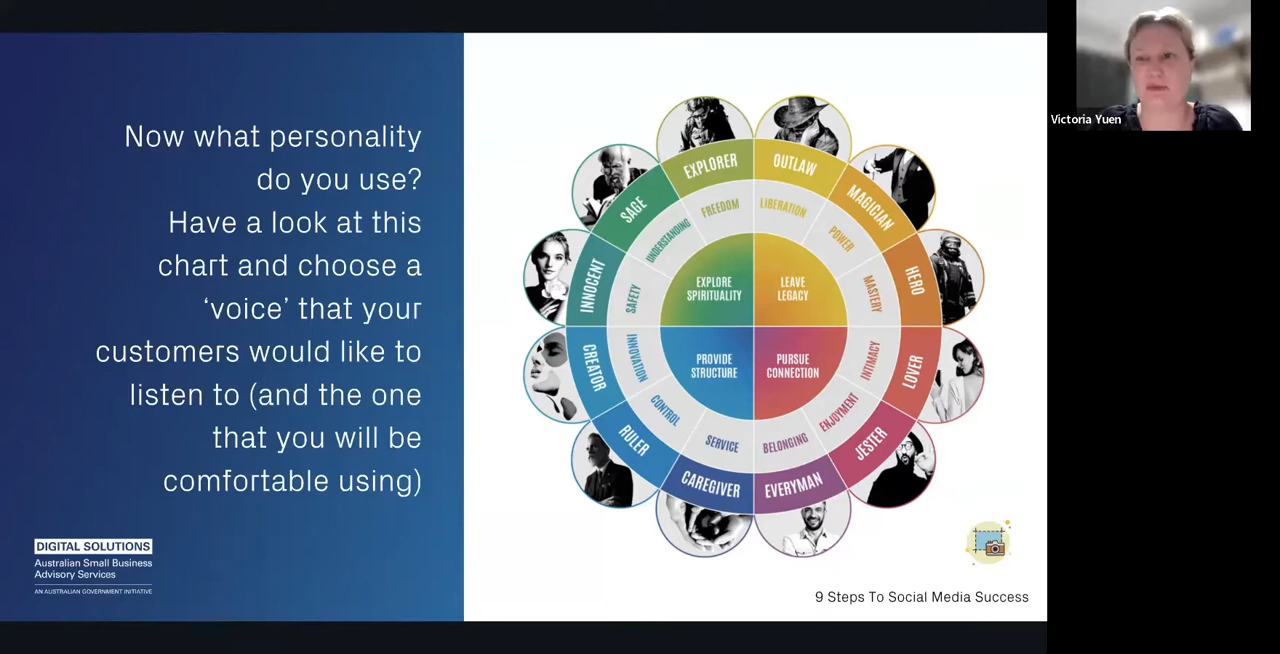 Now what personality
do you use?
Have a look at this
chart and choose a
‘voice’ that your
customers would like to
listen to (and the one
that you will be
comfortable using)
DIGITAL SOLUTIONS
Australian Small Business
Advisory Services
AN AUSTRALIAN GOVERNMENT INITIATIVE
EXPLORER
OUTLAW
MAGICIAN
HERO
LOVER
JESTER
EVERYMAN
CAREGIVER
RULER
CREATOR
INNOCENT
SAGE
FREEDOM
LIBERATION
POWER
MASTERY
INTIMACY
ENJOYMENT
BELONGING
SERVICE
CONTROL
INNOVATION
SAFETY
UNDERSTANDING
EXPLORE
SPIRITUALITY
LEAVE
LEGACY
PROVIDE
STRUCTURE
PURSUE
CONNECTION
9 Steps To Social Media Success
Victoria Yuen